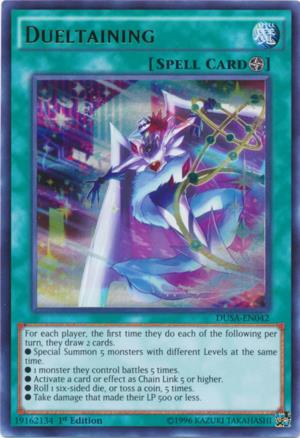 DUELTAINING
[SPELL CARD]
DUSA-EN042
For each player, the first time they do each of the following per
turn, they draw 2 cards.
● Special Summon 5 monsters with different Levels at the same
time.
● 1 monster they control battles 5 times.
● Activate a card or effect as Chain Link 5 or higher.
● Roll 1 six-sided die, or toss a coin, 5 times.
● Take damage that made their LP 500 or less.
19162134 1st Edition ©1996 KAZUKI TAKAHASHI